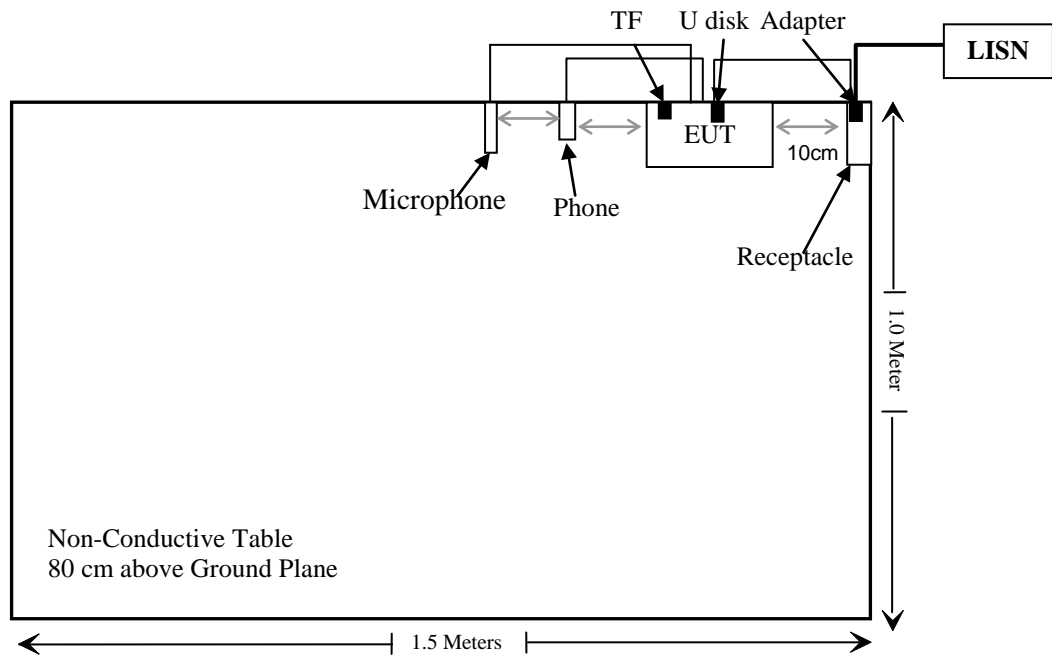 TF U disk Adapter
LISN
EUT
10cm
Microphone
Phone
Receptacle
1.0 Meter
Non-Conductive Table
80 cm above Ground Plane
1.5 Meters